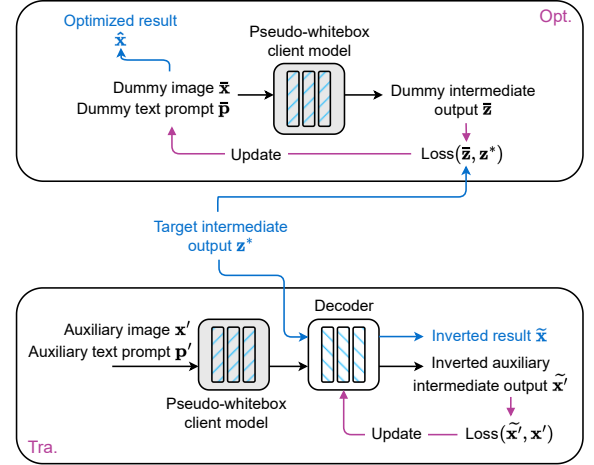 Optimized result
x̂
Opt.
Pseudo-whitebox
client model
Dummy image x̄
Dummy text prompt p̄
Dummy intermediate
output z̄
Update
Loss(z̄, z*)
Target intermediate
output z*
Decoder
Auxiliary image x′
Auxiliary text prompt p′
Inverted result x̃
Inverted auxiliary
intermediate output x̃′
Pseudo-whitebox
client model
Update
Loss(x̃′, x′)
Tra.